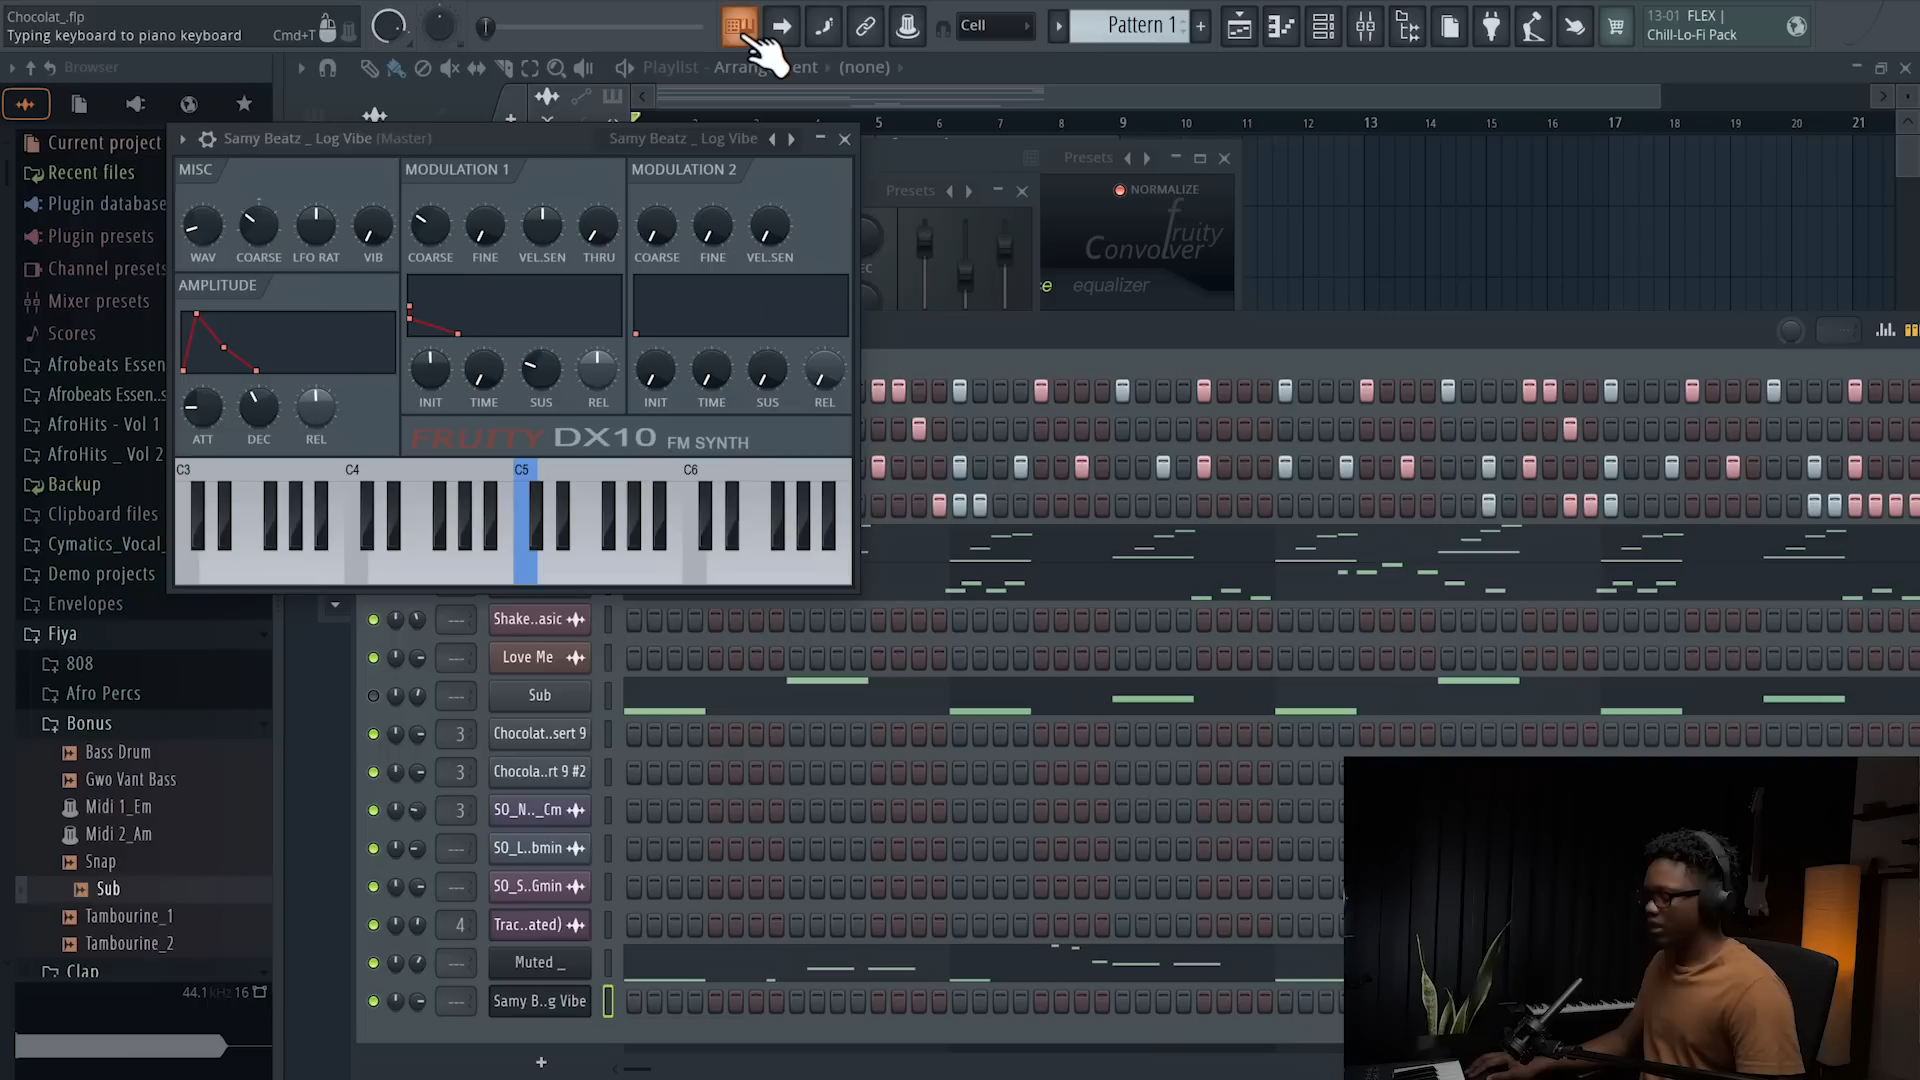 Chocolat_.flp
Typing keyboard to piano keyboard
Cmd+T
Cell
Pattern 1
13-01 FLEX |
Chill-Lo-Fi Pack
Browser
Playlist - Arrangement
(none)
Current project
Recent files
Plugin database
Plugin presets
Channel presets
Mixer presets
Scores
Afrobeats Essen
Afrobeats Essen..s
AfroHits - Vol 1
AfroHits _ Vol 2
Backup
Clipboard files
Cymatics_Vocal_
Demo projects
Envelopes
Fiya
808
Afro Percs
Bonus
Bass Drum
Gwo Vant Bass
Midi 1_Em
Midi 2_Am
Snap
Sub
Tambourine_1
Tambourine_2
Clap
44.1 kHz 16
Samy Beatz _ Log Vibe (Master)
Samy Beatz _ Log Vibe
MISC
MODULATION 1
MODULATION 2
WAV COARSE LFO RAT VIB
COARSE FINE VEL.SEN THRU
COARSE FINE VEL.SEN
AMPLITUDE
ATT DEC REL
INIT TIME SUS REL
INIT TIME SUS REL
FRUITY DX10 FM SYNTH
C3 C4 C5 C6
5 6 7 8 9 10 11 12 13 14 15 16 17 18 19 20 21
Presets
Presets
NORMALIZE
fruity
Convolver
equalizer
Shake..asic
Love Me
Sub
3 Chocolat..sert 9
3 Chocola..rt 9 #2
3 SO_N.._Cm
SO_L..bmin
SO_S..Gmin
4 Trac..ated)
Muted _
Samy B..g Vibe